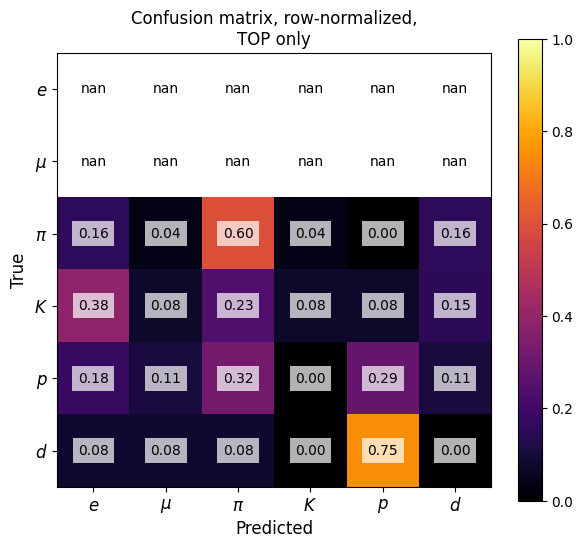 Confusion matrix, row-normalized,
TOP only
e nan nan nan nan nan nan
μ nan nan nan nan nan nan
π 0.16 0.04 0.60 0.04 0.00 0.16
K 0.38 0.08 0.23 0.08 0.08 0.15
p 0.18 0.11 0.32 0.00 0.29 0.11
d 0.08 0.08 0.08 0.00 0.75 0.00
e μ π K p d
Predicted
True
1.0
0.8
0.6
0.4
0.2
0.0